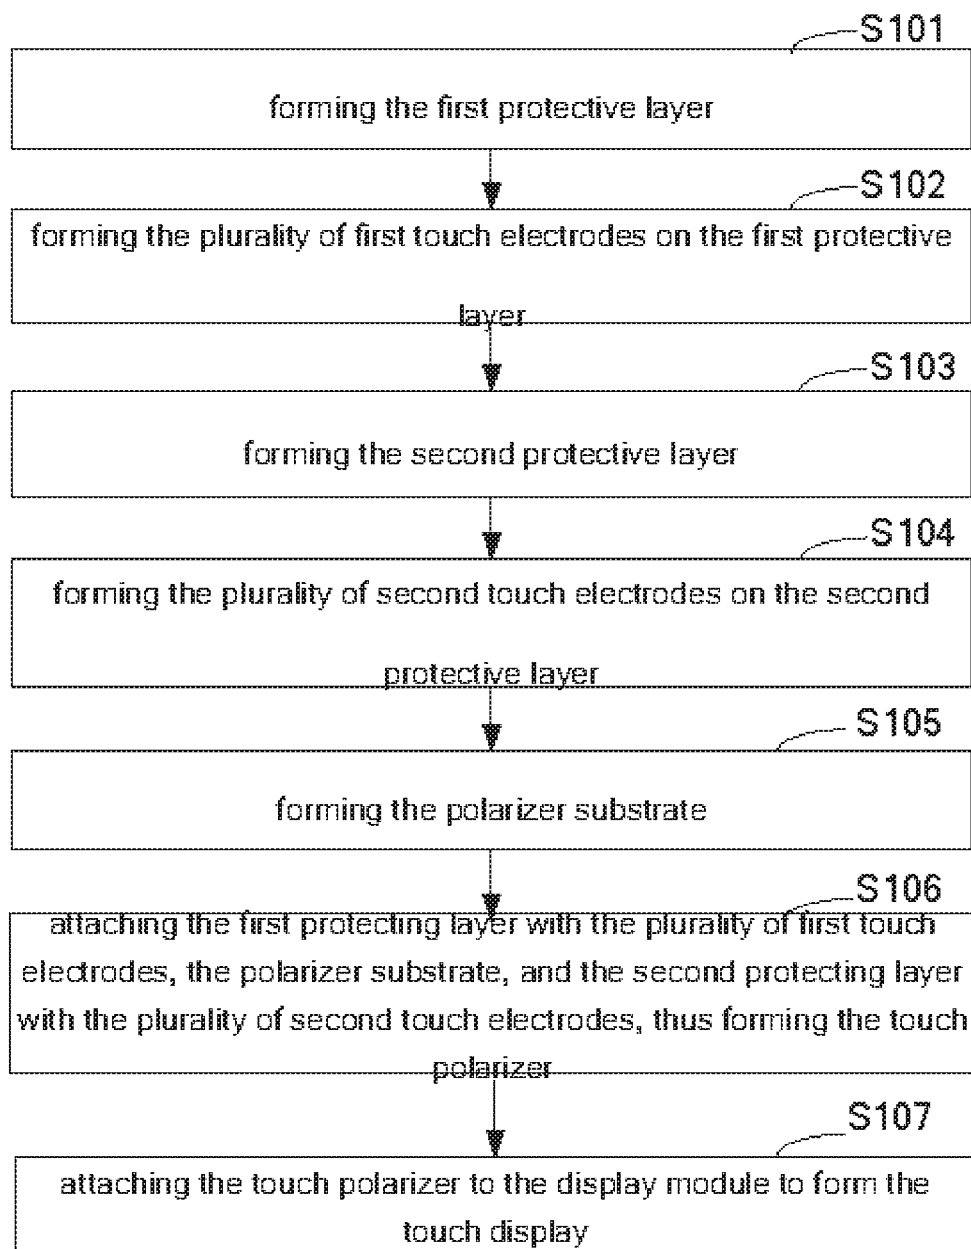 S101
forming the first protective layer
S102
forming the plurality of first touch electrodes on the first protective
layer
S103
forming the second protective layer
S104
forming the plurality of second touch electrodes on the second
protective layer
S105
forming the polarizer substrate
S106
attaching the first protecting layer with the plurality of first touch
electrodes, the polarizer substrate, and the second protecting layer
with the plurality of second touch electrodes, thus forming the touch
polarizer
S107
attaching the touch polarizer to the display module to form the
touch display